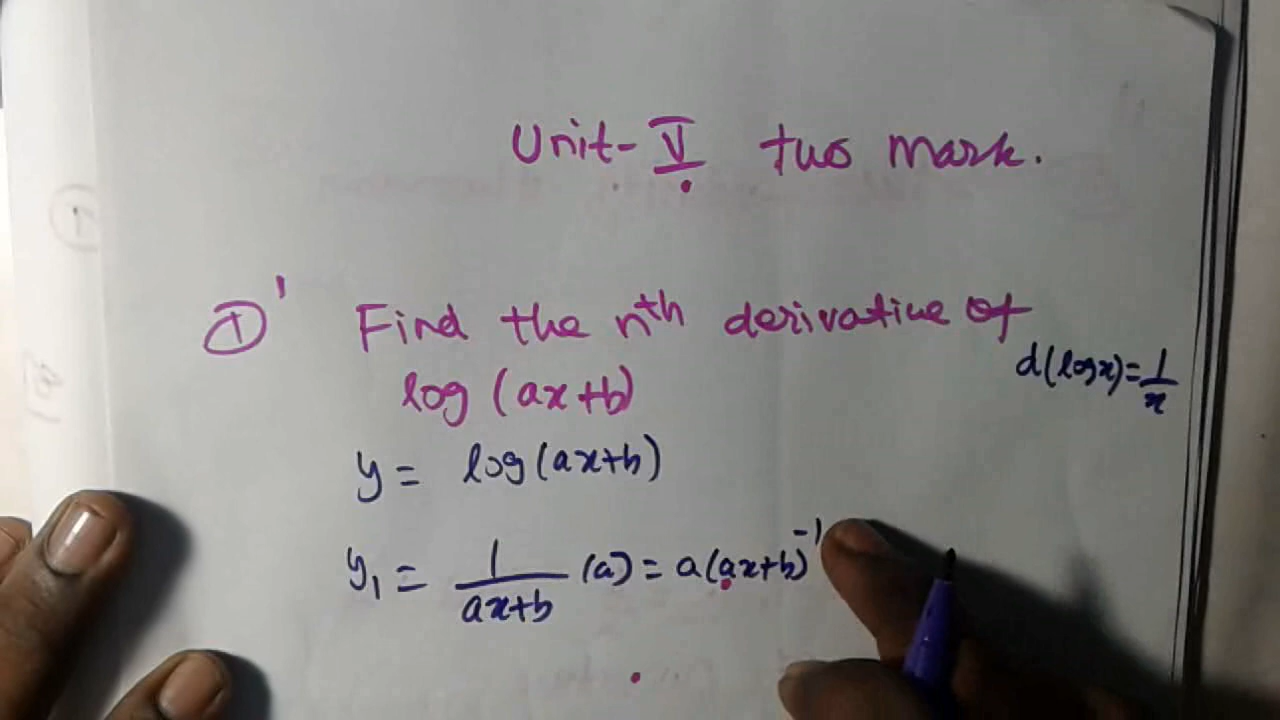 Unit-V two mark.
① Find the nth derivative of
d(log x) = 1/x
log (ax+b)
y = log(ax+b)
y₁ = 1/(ax+b) (a) = a(ax+b)⁻¹